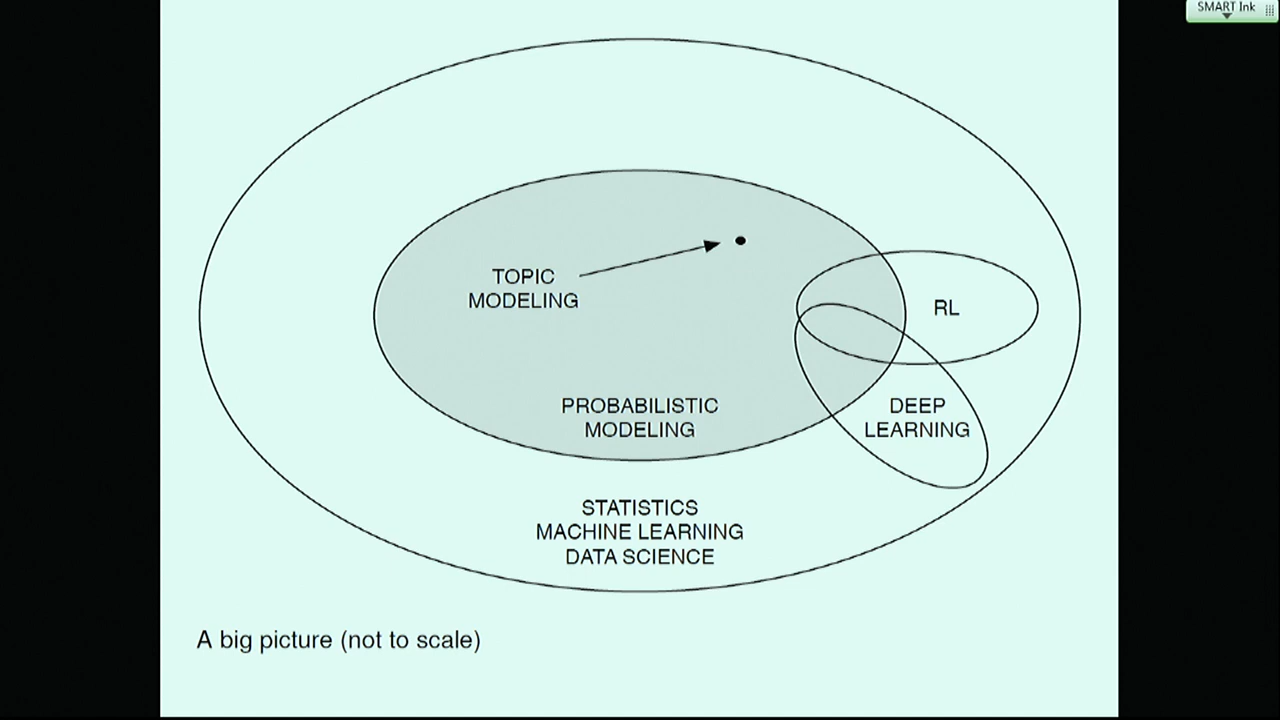 SMART Ink
TOPIC
MODELING
RL
PROBABILISTIC
MODELING
DEEP
LEARNING
STATISTICS
MACHINE LEARNING
DATA SCIENCE
A big picture (not to scale)